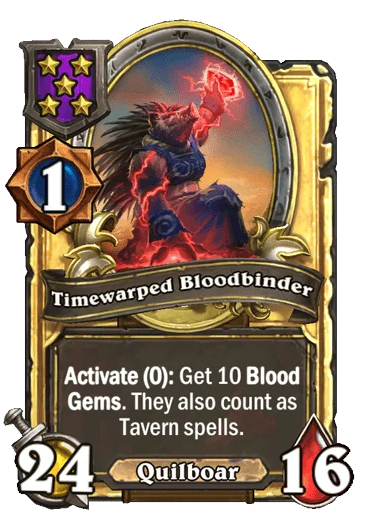 1
Timewarped Bloodbinder
Activate (0): Get 10 Blood
Gems. They also count as
Tavern spells.
24
Quilboar
16